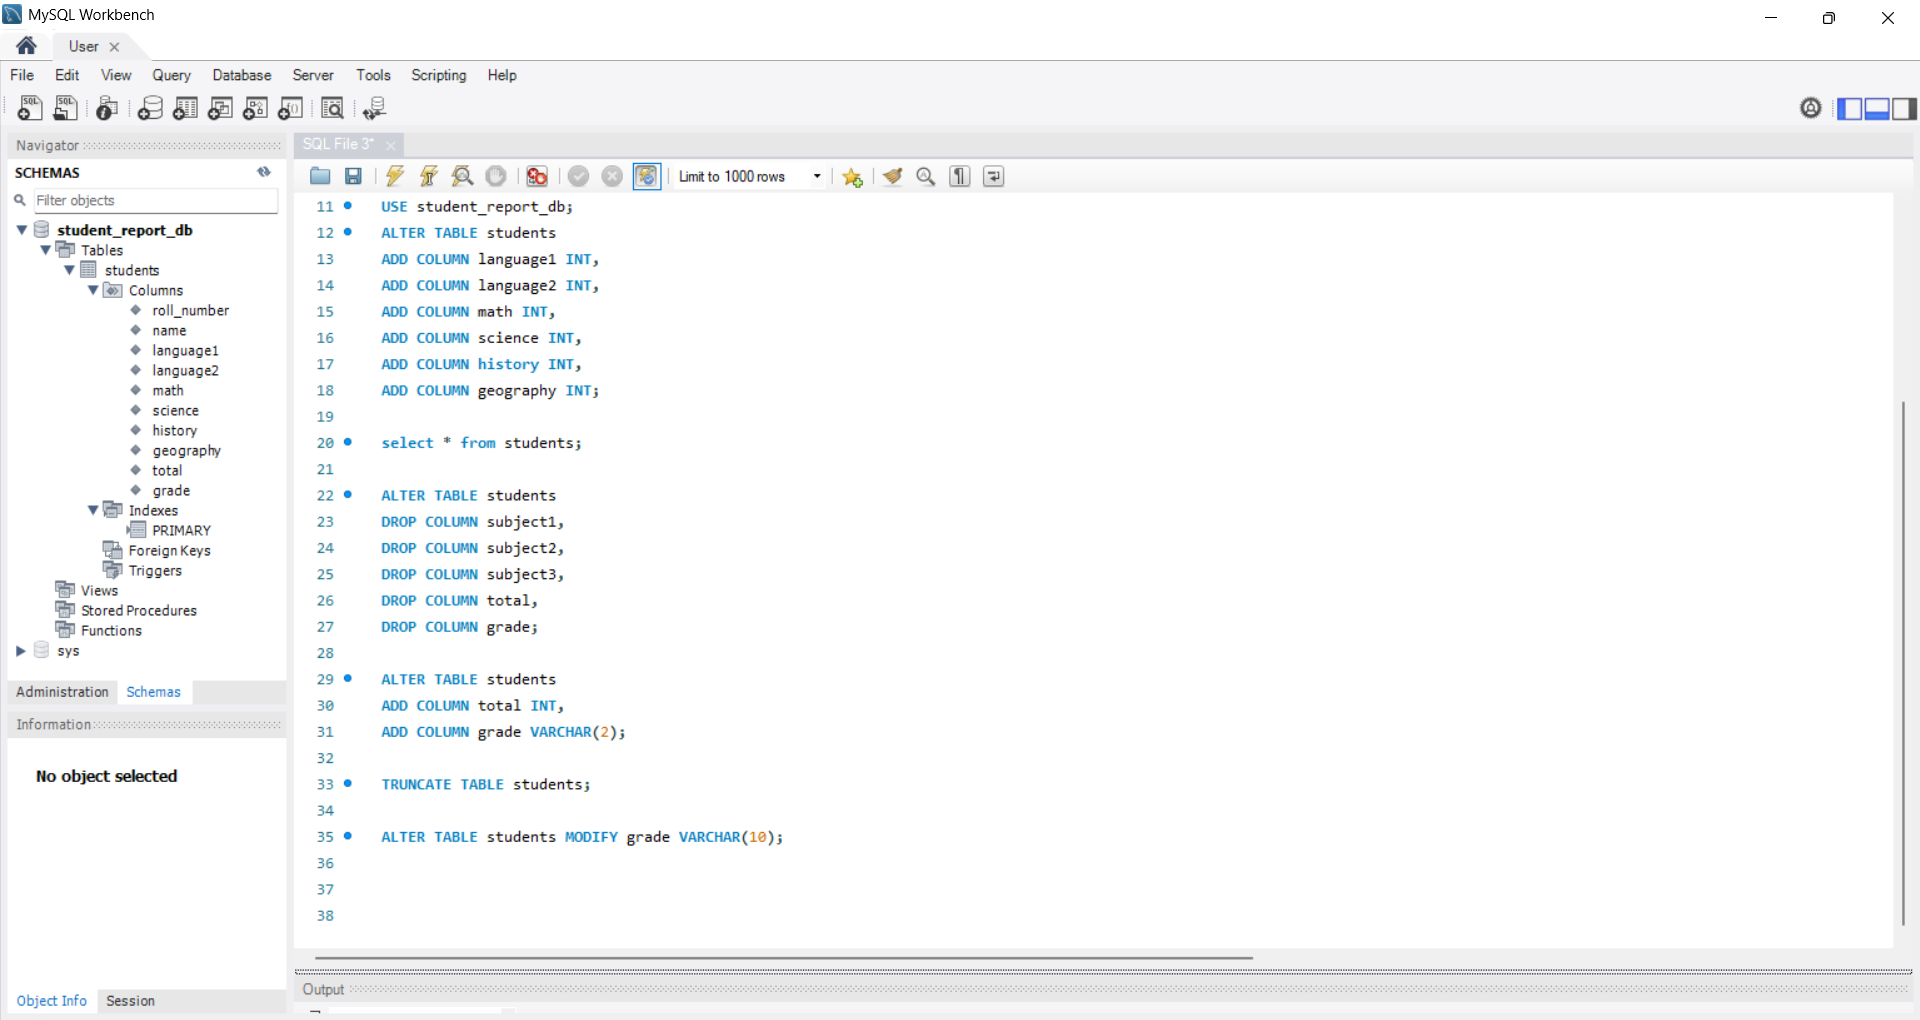 MySQL Workbench
User
File Edit View Query Database Server Tools Scripting Help
Navigator
SCHEMAS
Filter objects
student_report_db
Tables
students
Columns
roll_number
name
language1
language2
math
science
history
geography
total
grade
Indexes
PRIMARY
Foreign Keys
Triggers
Views
Stored Procedures
Functions
sys
Administration Schemas
Information
No object selected
Object Info Session
SQL File 3*
Limit to 1000 rows
11 USE student_report_db;
12 ALTER TABLE students
13 ADD COLUMN language1 INT,
14 ADD COLUMN language2 INT,
15 ADD COLUMN math INT,
16 ADD COLUMN science INT,
17 ADD COLUMN history INT,
18 ADD COLUMN geography INT;
19
20 select * from students;
21
22 ALTER TABLE students
23 DROP COLUMN subject1,
24 DROP COLUMN subject2,
25 DROP COLUMN subject3,
26 DROP COLUMN total,
27 DROP COLUMN grade;
28
29 ALTER TABLE students
30 ADD COLUMN total INT,
31 ADD COLUMN grade VARCHAR(2);
32
33 TRUNCATE TABLE students;
34
35 ALTER TABLE students MODIFY grade VARCHAR(10);
36
37
38
Output